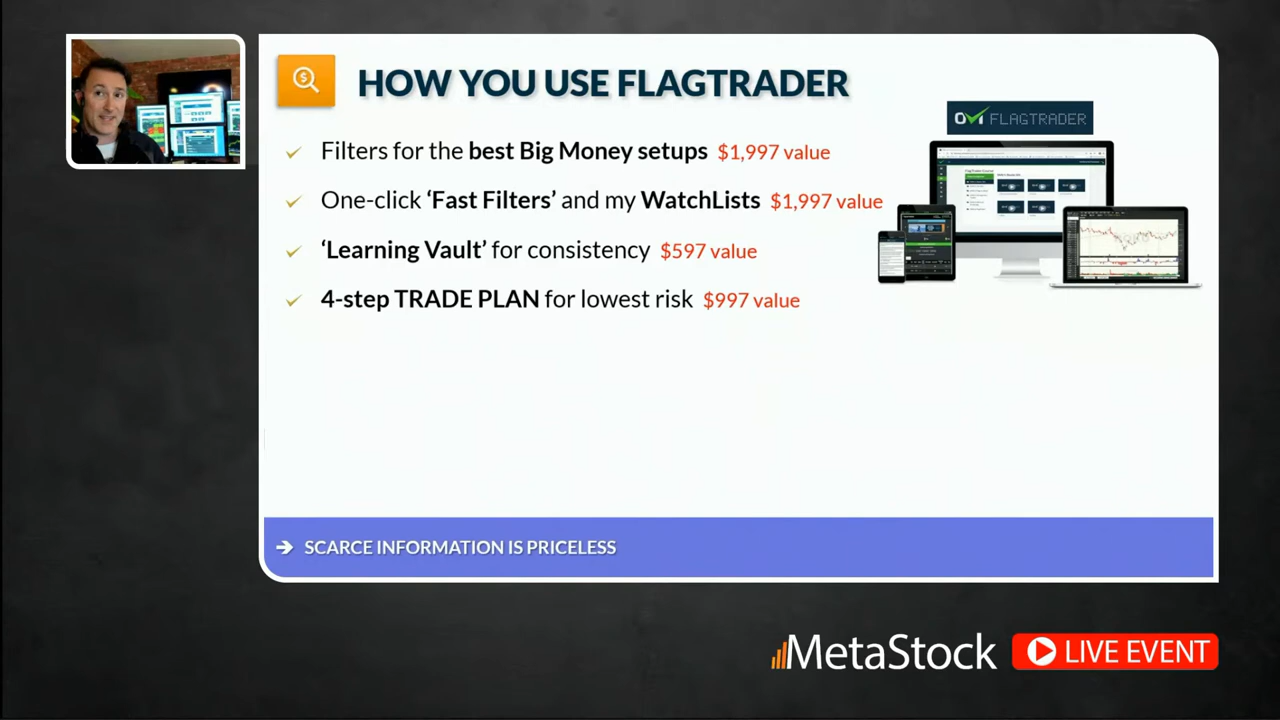 HOW YOU USE FLAGTRADER
OVI FLAGTRADER
Filters for the best Big Money setups $1,997 value
One-click ‘Fast Filters’ and my WatchLists $1,997 value
‘Learning Vault’ for consistency $597 value
4-step TRADE PLAN for lowest risk $997 value
SCARCE INFORMATION IS PRICELESS
MetaStock LIVE EVENT